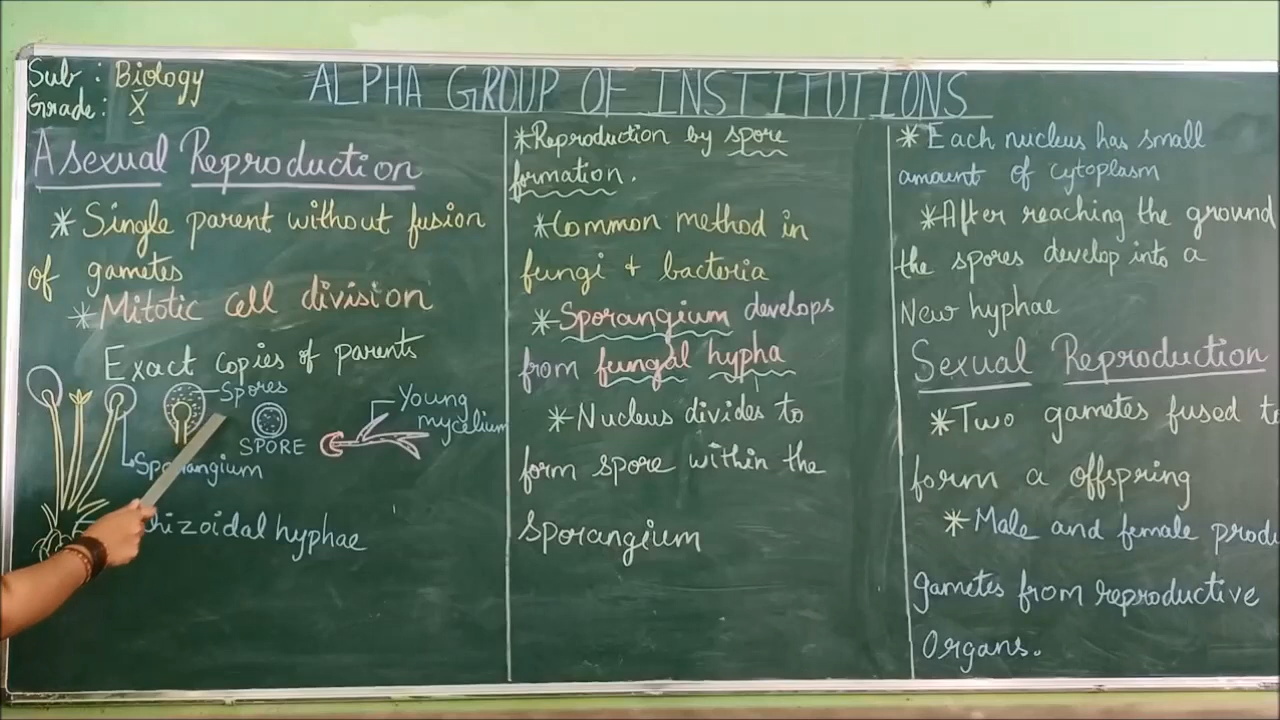 Sub : Biology
Grade : X
ALPHA GROUP OF INSTITUTIONS
Asexual Reproduction
* Single parent without fusion
of gametes
* Mitotic cell division
Exact copies of parents
Spores
SPORE
Young
mycelium
Sporangium
hizoidal hyphae
* Reproduction by spore
formation.
* Common method in
fungi + bacteria
* Sporangium develops
from fungal hypha
* Nucleus divides to
form spore within the
sporangium
* Each nucleus has small
amount of cytoplasm
* After reaching the ground
the spores develop into a
New hyphae
Sexual Reproduction
* Two gametes fused to
form a offspring
* Male and female produ
gametes from reproductive
Organs.